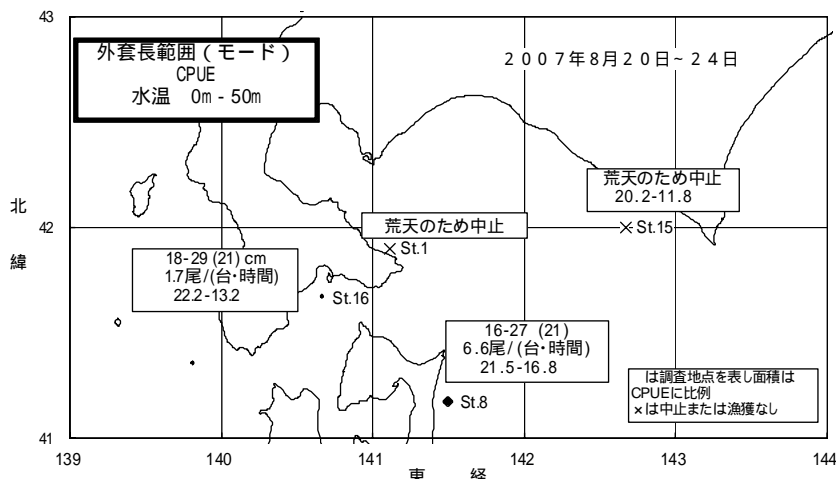 43
外套長範囲（モード）
CPUE
水温　0m - 50m
２００７年８月２０日~２４日
荒天のため中止
20.2-11.8
北
緯
42
荒天のため中止
St.15
St.1
18-29 (21) cm
1.7尾/(台・時間)
22.2-13.2
St.16
16-27 (21)
6.6尾/(台・時間)
21.5-16.8
は調査地点を表し面積は
CPUEに比例
×は中止または漁獲なし
St.8
41
139
140
141
142
143
144
東　経